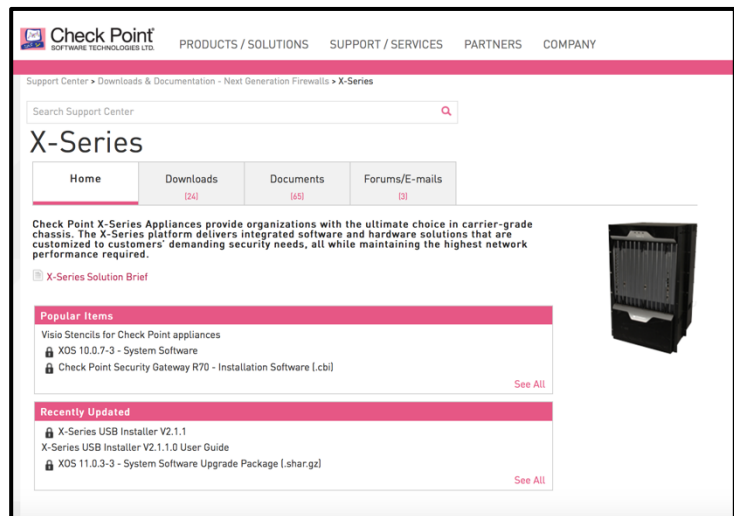 Check Point
SOFTWARE TECHNOLOGIES LTD.
PRODUCTS / SOLUTIONS SUPPORT / SERVICES PARTNERS COMPANY
Support Center > Downloads & Documentation - Next Generation Firewalls > X-Series
Search Support Center
X-Series
Home Downloads Documents Forums/E-mails
(24) (65) (3)
Check Point X-Series Appliances provide organizations with the ultimate choice in carrier-grade
chassis. The X-Series platform delivers integrated software and hardware solutions that are
customized to customers' demanding security needs, all while maintaining the highest network
performance required.
X-Series Solution Brief
Popular Items
Visio Stencils for Check Point appliances
XOS 10.0.7-3 - System Software
Check Point Security Gateway R70 - Installation Software (.cbi)
See All
Recently Updated
X-Series USB Installer V2.1.1
X-Series USB Installer V2.1.1.0 User Guide
XOS 11.0.3-3 - System Software Upgrade Package (.shar.gz)
See All